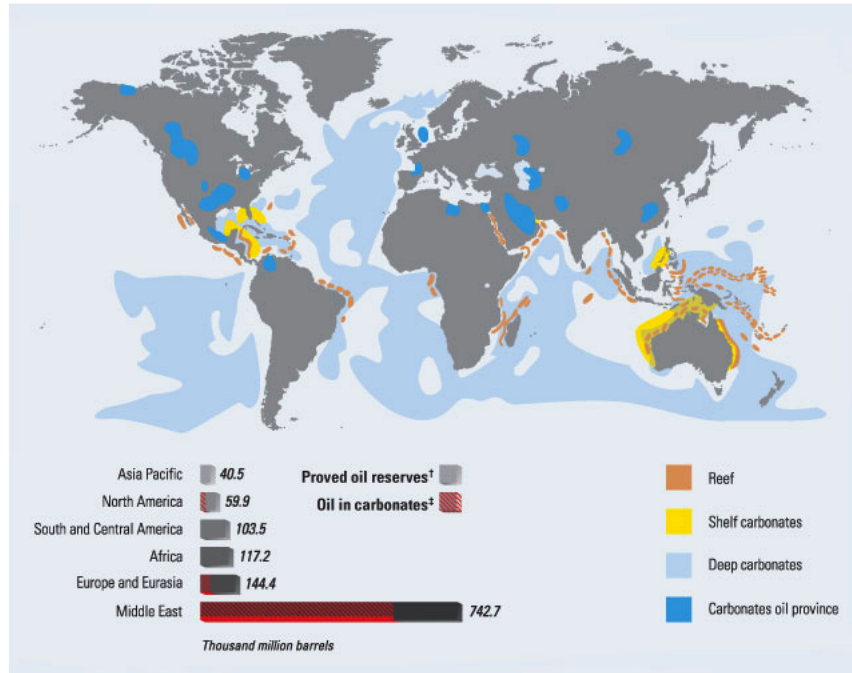 Asia Pacific 40.5
North America 59.9
South and Central America 103.5
Africa 117.2
Europe and Eurasia 144.4
Middle East 742.7
Thousand million barrels
Proved oil reserves†
Oil in carbonates‡
Reef
Shelf carbonates
Deep carbonates
Carbonates oil province